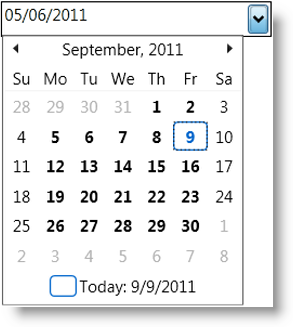 05/06/2011
September, 2011
Su Mo Tu We Th Fr Sa
28 29 30 31 1 2 3
4 5 6 7 8 9 10
11 12 13 14 15 16 17
18 19 20 21 22 23 24
25 26 27 28 29 30 1
2 3 4 5 6 7 8
Today: 9/9/2011